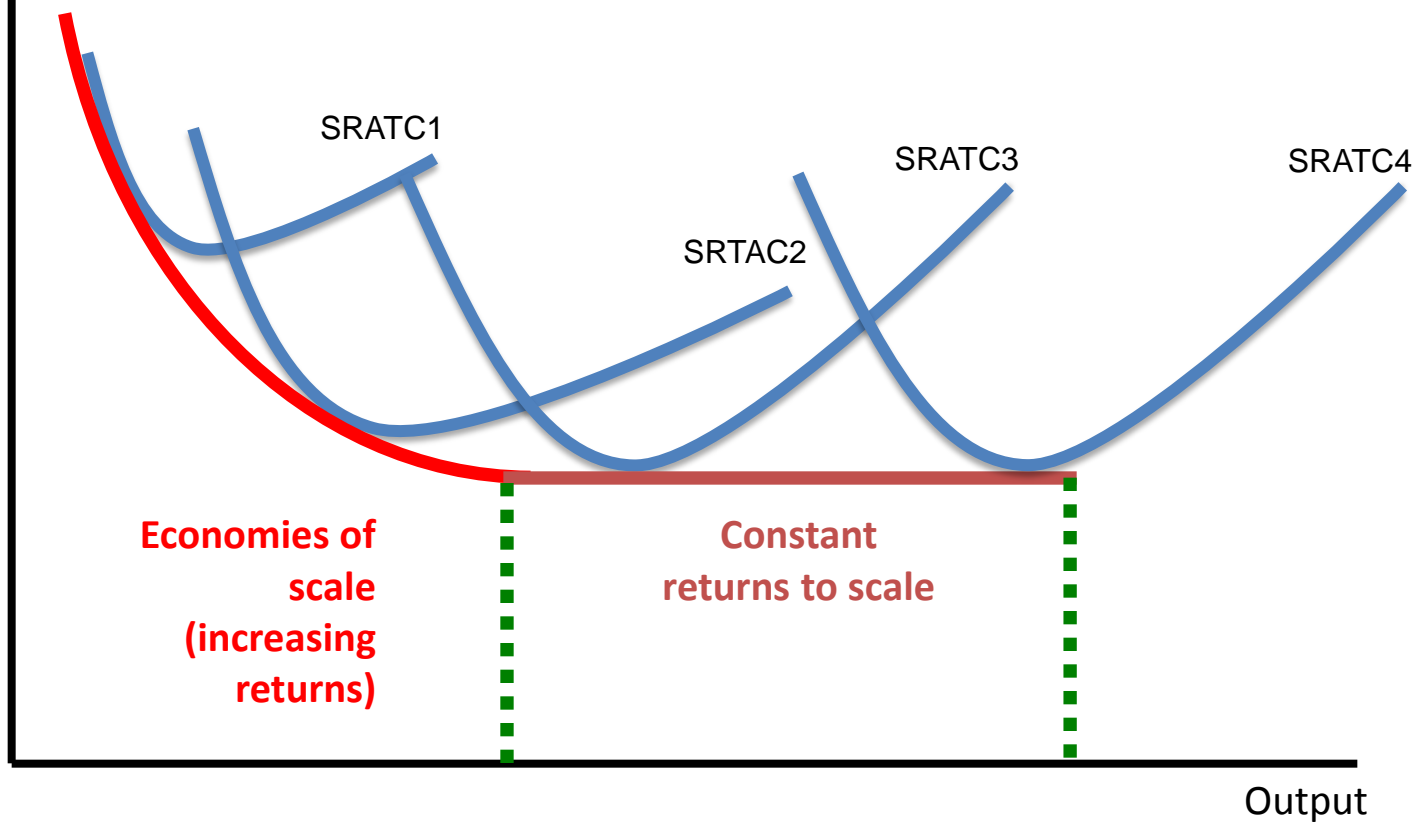 SRATC1
SRATC3
SRATC4
SRTAC2
Economies of
scale
(increasing
returns)
Constant
returns to scale
Output